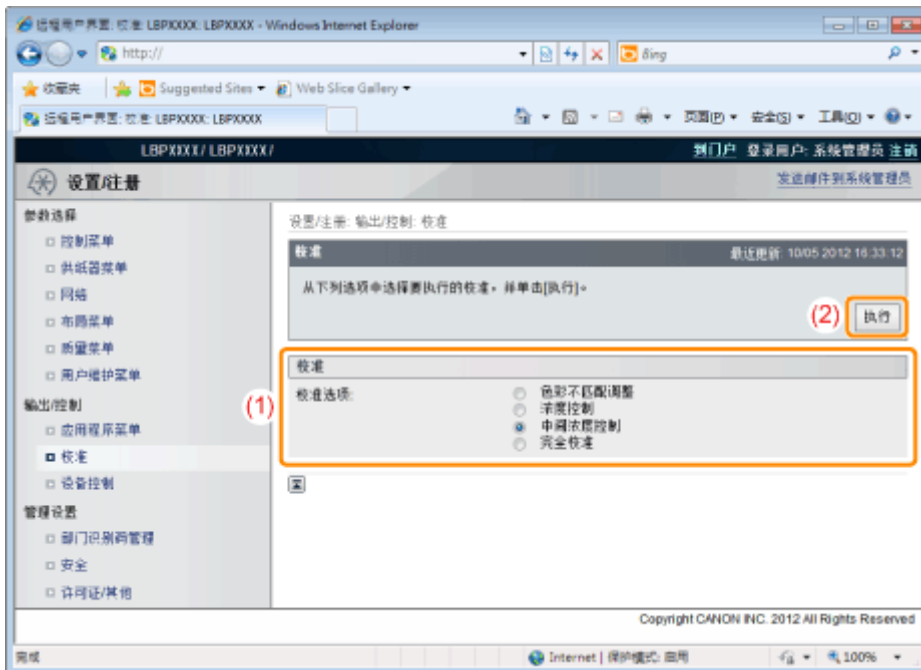 远程用户界面: 校准: LBPXXXX: LBPXXXX - Windows Internet Explorer
http://
Bing
收藏夹 Suggested Sites Web Slice Gallery
远程用户界面: 校准: LBPXXXX: LBPXXXX 页面(P) 安全(S) 工具(O)
LBPXXXX/ LBPXXXX/ 到门户 登录用户: 系统管理员 注销
设置/注册 发送邮件到系统管理员
参数选择
控制菜单
供纸器菜单
网络
布局菜单
质量菜单
用户维护菜单
输出/控制
应用程序菜单
校准
设备控制
管理设置
部门识别码管理
安全
许可证/其他
设置/注册: 输出/控制: 校准
校准 最近更新: 10/05 2012 16:33:12
从下列选项中选择要执行的校准，并单击[执行]。
(2) 执行
(1)
校准
校准选项: 色彩不匹配调整
浓度控制
中间浓度控制
完全校准
Copyright CANON INC. 2012 All Rights Reserved
完成 Internet | 保护模式: 启用 100%